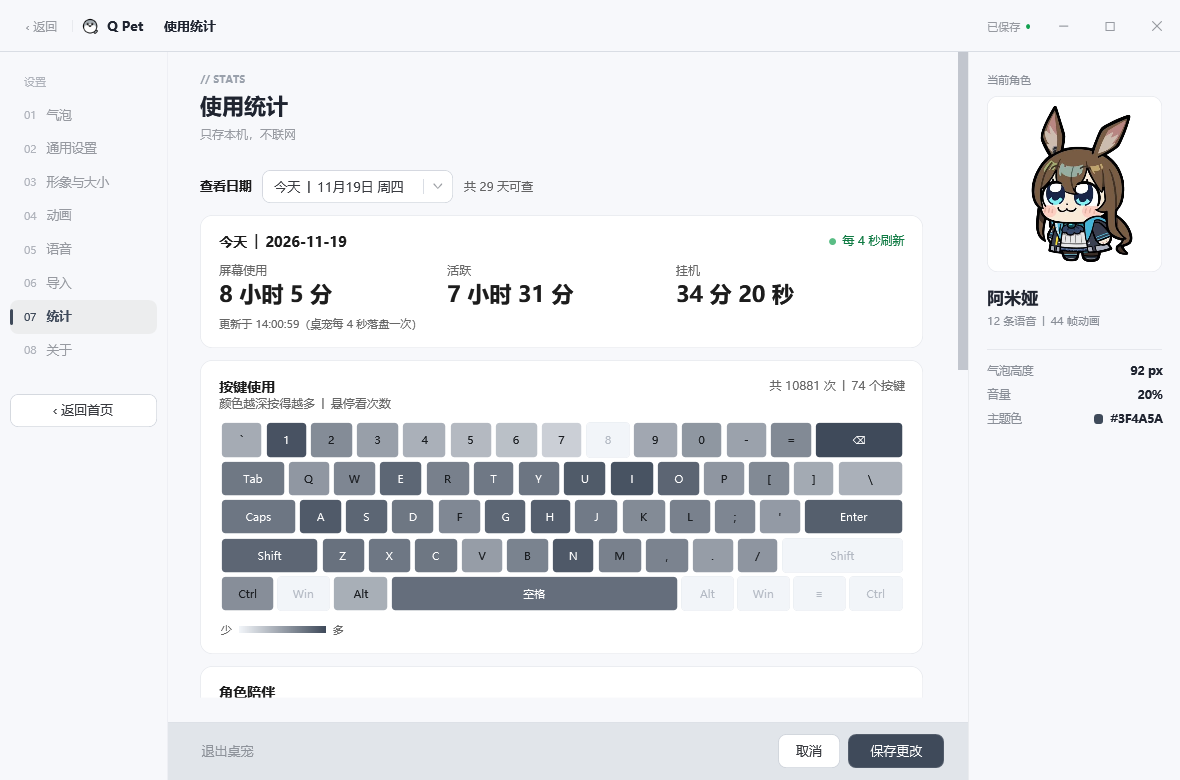 ‹ 返回 Q Pet 使用统计 已保存
设置
01 气泡
02 通用设置
03 形象与大小
04 动画
05 语音
06 导入
07 统计
08 关于
‹ 返回首页
// STATS
使用统计
只存本机，不联网
查看日期 今天 | 11月19日 周四 共 29 天可查
今天 | 2026-11-19 每 4 秒刷新
屏幕使用 活跃 挂机
8 小时 5 分 7 小时 31 分 34 分 20 秒
更新于 14:00:59（桌宠每 4 秒落盘一次）
按键使用 共 10881 次 | 74 个按键
颜色越深按得越多 | 悬停看次数
` 1 2 3 4 5 6 7 8 9 0 - = ⌫
Tab Q W E R T Y U I O P [ ] \
Caps A S D F G H J K L ; ' Enter
Shift Z X C V B N M , . / Shift
Ctrl Win Alt 空格 Alt Win ≡ Ctrl
少 多
角色陪伴
退出桌宠 取消 保存更改
当前角色
阿米娅
12 条语音 | 44 帧动画
气泡高度 92 px
音量 20%
主题色 #3F4A5A